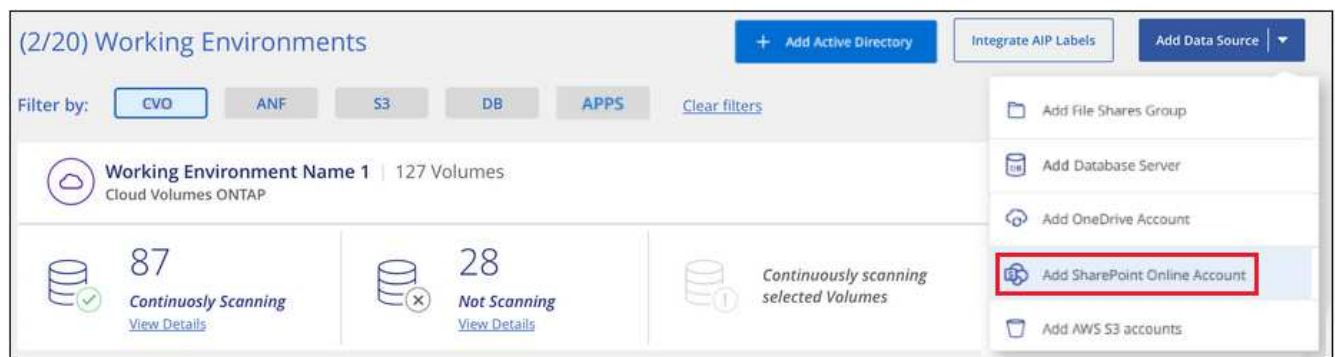 (2/20) Working Environments
+ Add Active Directory
Integrate AIP Labels
Add Data Source
Filter by:
CVO
ANF
S3
DB
APPS
Clear filters
Working Environment Name 1 | 127 Volumes
Cloud Volumes ONTAP
87
Continuosly Scanning
View Details
28
Not Scanning
View Details
Continuously scanning
selected Volumes
Add File Shares Group
DB
Add Database Server
Add OneDrive Account
Add SharePoint Online Account
Add AWS S3 accounts